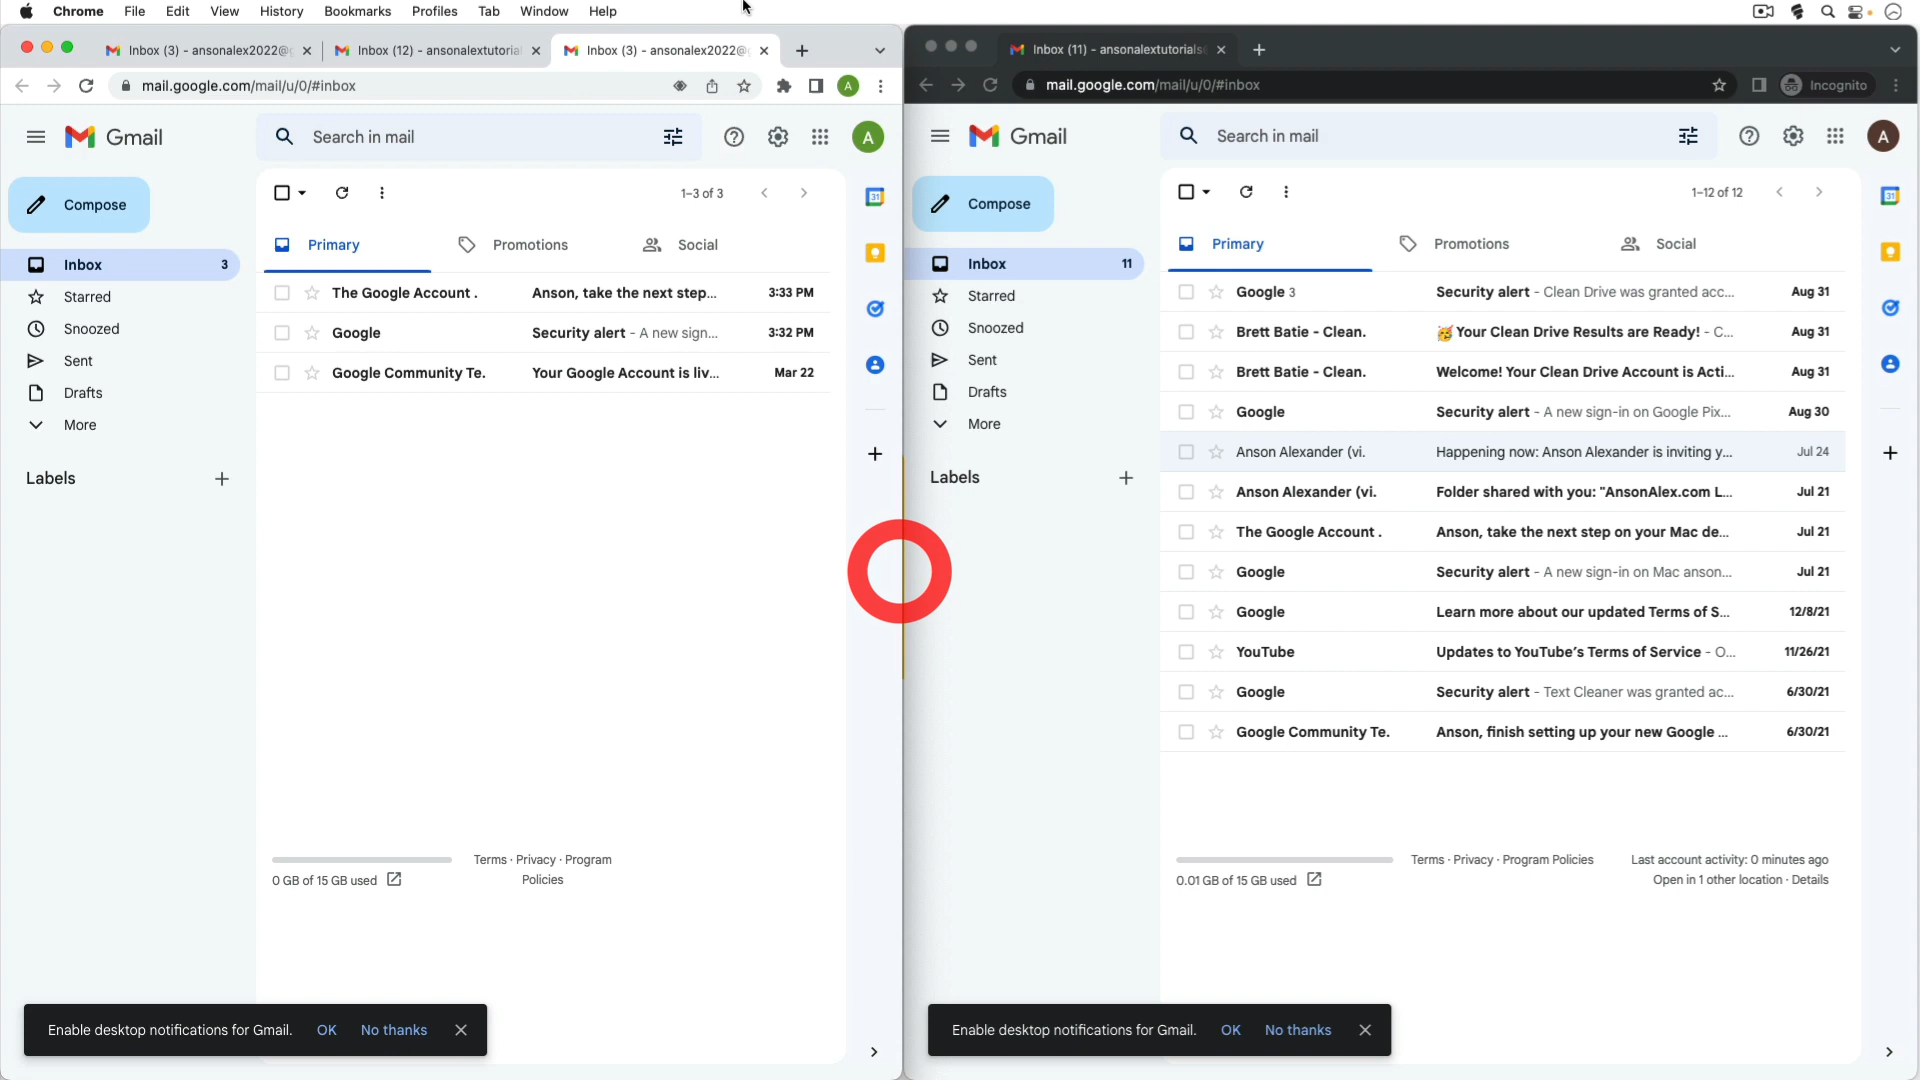 Chrome File Edit View History Bookmarks Profiles Tab Window Help
Inbox (3) - ansonalex2022@ Inbox (12) - ansonalextutorial Inbox (3) - ansonalex2022@
mail.google.com/mail/u/0/#inbox
A
Gmail
Search in mail
A
Compose
1–3 of 3
Primary Promotions Social
Inbox 3
Starred
Snoozed
Sent
Drafts
More
Labels
The Google Account . Anson, take the next step... 3:33 PM
Google Security alert - A new sign... 3:32 PM
Google Community Te. Your Google Account is liv... Mar 22
31
0 GB of 15 GB used
Terms · Privacy · Program
Policies
Enable desktop notifications for Gmail. OK No thanks
Inbox (11) - ansonalextutorials
mail.google.com/mail/u/0/#inbox
Incognito
Gmail
Search in mail
A
Compose
1–12 of 12
Primary Promotions Social
Inbox 11
Starred
Snoozed
Sent
Drafts
More
Labels
Google 3 Security alert - Clean Drive was granted acc... Aug 31
Brett Batie - Clean. 🥳 Your Clean Drive Results are Ready! - C... Aug 31
Brett Batie - Clean. Welcome! Your Clean Drive Account is Acti... Aug 31
Google Security alert - A new sign-in on Google Pix... Aug 30
Anson Alexander (vi. Happening now: Anson Alexander is inviting y... Jul 24
Anson Alexander (vi. Folder shared with you: "AnsonAlex.com L... Jul 21
The Google Account . Anson, take the next step on your Mac de... Jul 21
Google Security alert - A new sign-in on Mac anson... Jul 21
Google Learn more about our updated Terms of S... 12/8/21
YouTube Updates to YouTube's Terms of Service - O... 11/26/21
Google Security alert - Text Cleaner was granted ac... 6/30/21
Google Community Te. Anson, finish setting up your new Google ... 6/30/21
31
0.01 GB of 15 GB used
Terms · Privacy · Program Policies
Last account activity: 0 minutes ago
Open in 1 other location · Details
Enable desktop notifications for Gmail. OK No thanks